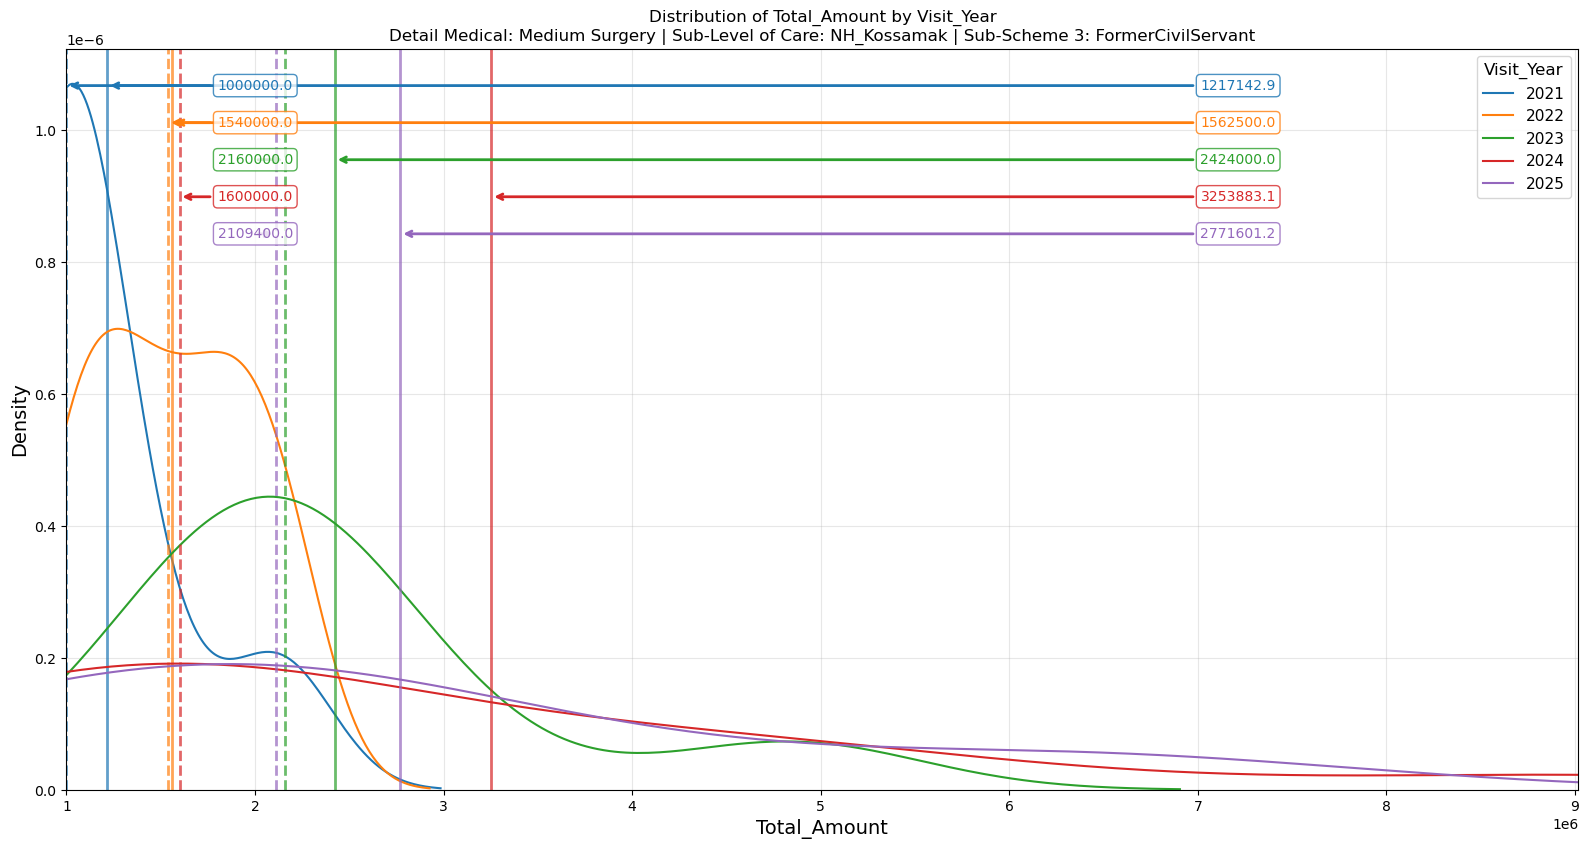 Distribution of Total_Amount by Visit_Year
Detail Medical: Medium Surgery | Sub-Level of Care: NH_Kossamak | Sub-Scheme 3: FormerCivilServant
1e−6
Visit_Year
2021
2022
2023
2024
2025
1000000.0 1217142.9
1540000.0 1562500.0
2160000.0 2424000.0
1600000.0 3253883.1
2109400.0 2771601.2
1.0
0.8
0.6
0.4
0.2
0.0
Density
1 2 3 4 5 6 7 8 9
1e6
Total_Amount